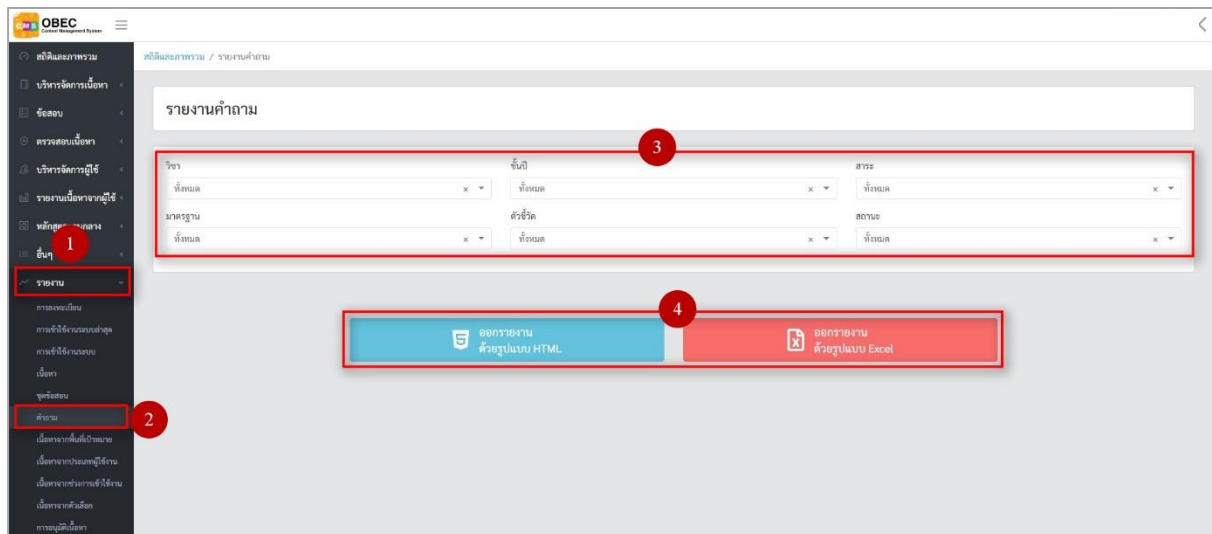 CMS OBEC
Content Management System
สถิติและภาพรวม
บริหารจัดการเนื้อหา
ข้อสอบ
ตรวจสอบเนื้อหา
บริหารจัดการผู้ใช้
รายงานเนื้อหาจากผู้ใช้
อื่นๆ
1
รายงาน
การลงทะเบียน
การเข้าใช้งานระบบล่าสุด
การเข้าใช้งานระบบ
เนื้อหา
ชุดข้อสอบ
คำถาม
2
เนื้อหาจากพื้นที่เป้าหมาย
เนื้อหาจากประเภทผู้ใช้งาน
เนื้อหาจากช่วงการเข้าใช้งาน
เนื้อหาจากตัวเลือก
การอนุมัติเนื้อหา
สถิติและภาพรวม / รายงานคำถาม
รายงานคำถาม
3
วิชา ชั้นปี สาระ
ทั้งหมด × ทั้งหมด × ทั้งหมด ×
มาตรฐาน ตัวชี้วัด สถานะ
ทั้งหมด × ทั้งหมด × ทั้งหมด ×
4
ออกรายงาน
ด้วยรูปแบบ HTML
ออกรายงาน
ด้วยรูปแบบ Excel